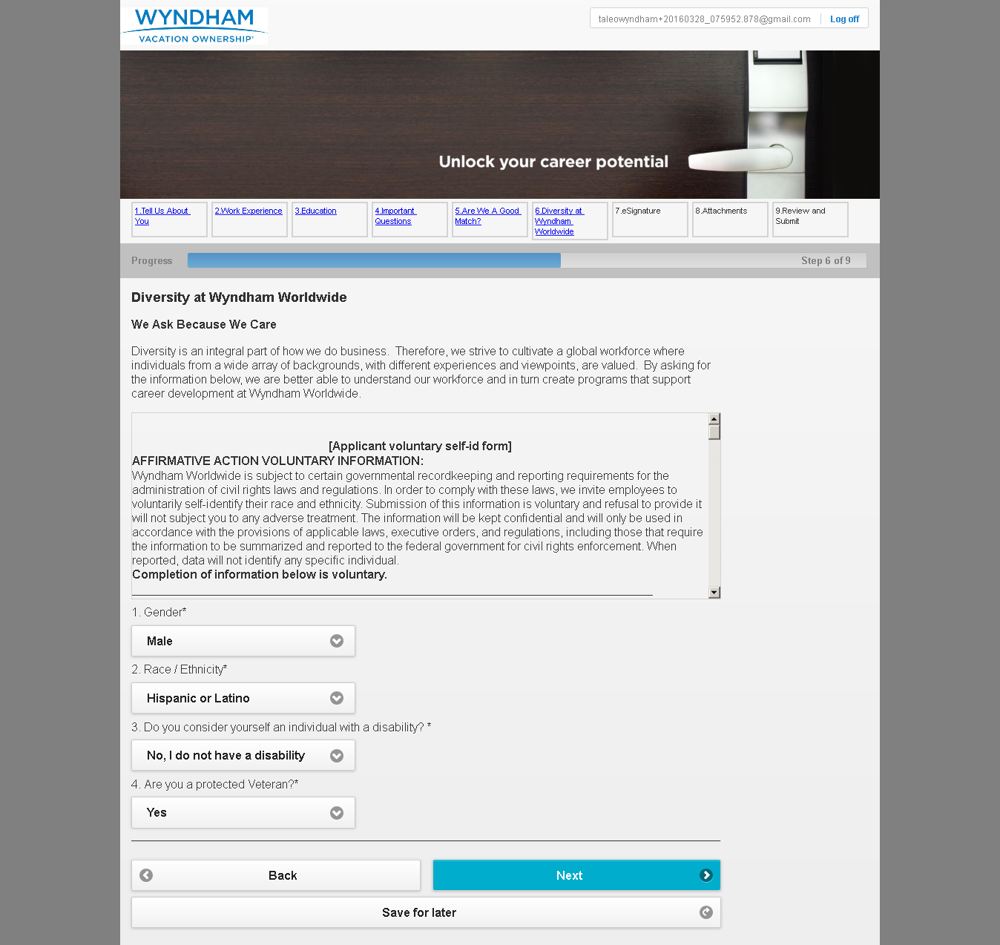 WYNDHAM
VACATION OWNERSHIP
taleowyndham+20160328_075952.878@gmail.com
Log off
Unlock your career potential
1.Tell Us About
You
2.Work Experience
3.Education
4.Important
Questions
5.Are We A Good
Match?
6.Diversity at
Wyndham
Worldwide
7.eSignature
8.Attachments
9.Review and
Submit
Progress
Step 6 of 9
Diversity at Wyndham Worldwide
We Ask Because We Care
Diversity is an integral part of how we do business.  Therefore, we strive to cultivate a global workforce where
individuals from a wide array of backgrounds, with different experiences and viewpoints, are valued.  By asking for
the information below, we are better able to understand our workforce and in turn create programs that support
career development at Wyndham Worldwide.
[Applicant voluntary self-id form]
AFFIRMATIVE ACTION VOLUNTARY INFORMATION:
Wyndham Worldwide is subject to certain governmental recordkeeping and reporting requirements for the
administration of civil rights laws and regulations. In order to comply with these laws, we invite employees to
voluntarily self-identify their race and ethnicity. Submission of this information is voluntary and refusal to provide it
will not subject you to any adverse treatment. The information will be kept confidential and will only be used in
accordance with the provisions of applicable laws, executive orders, and regulations, including those that require
the information to be summarized and reported to the federal government for civil rights enforcement. When
reported, data will not identify any specific individual.
Completion of information below is voluntary.
1. Gender*
Male
2. Race / Ethnicity*
Hispanic or Latino
3. Do you consider yourself an individual with a disability? *
No, I do not have a disability
4. Are you a protected Veteran?*
Yes
Back
Next
Save for later